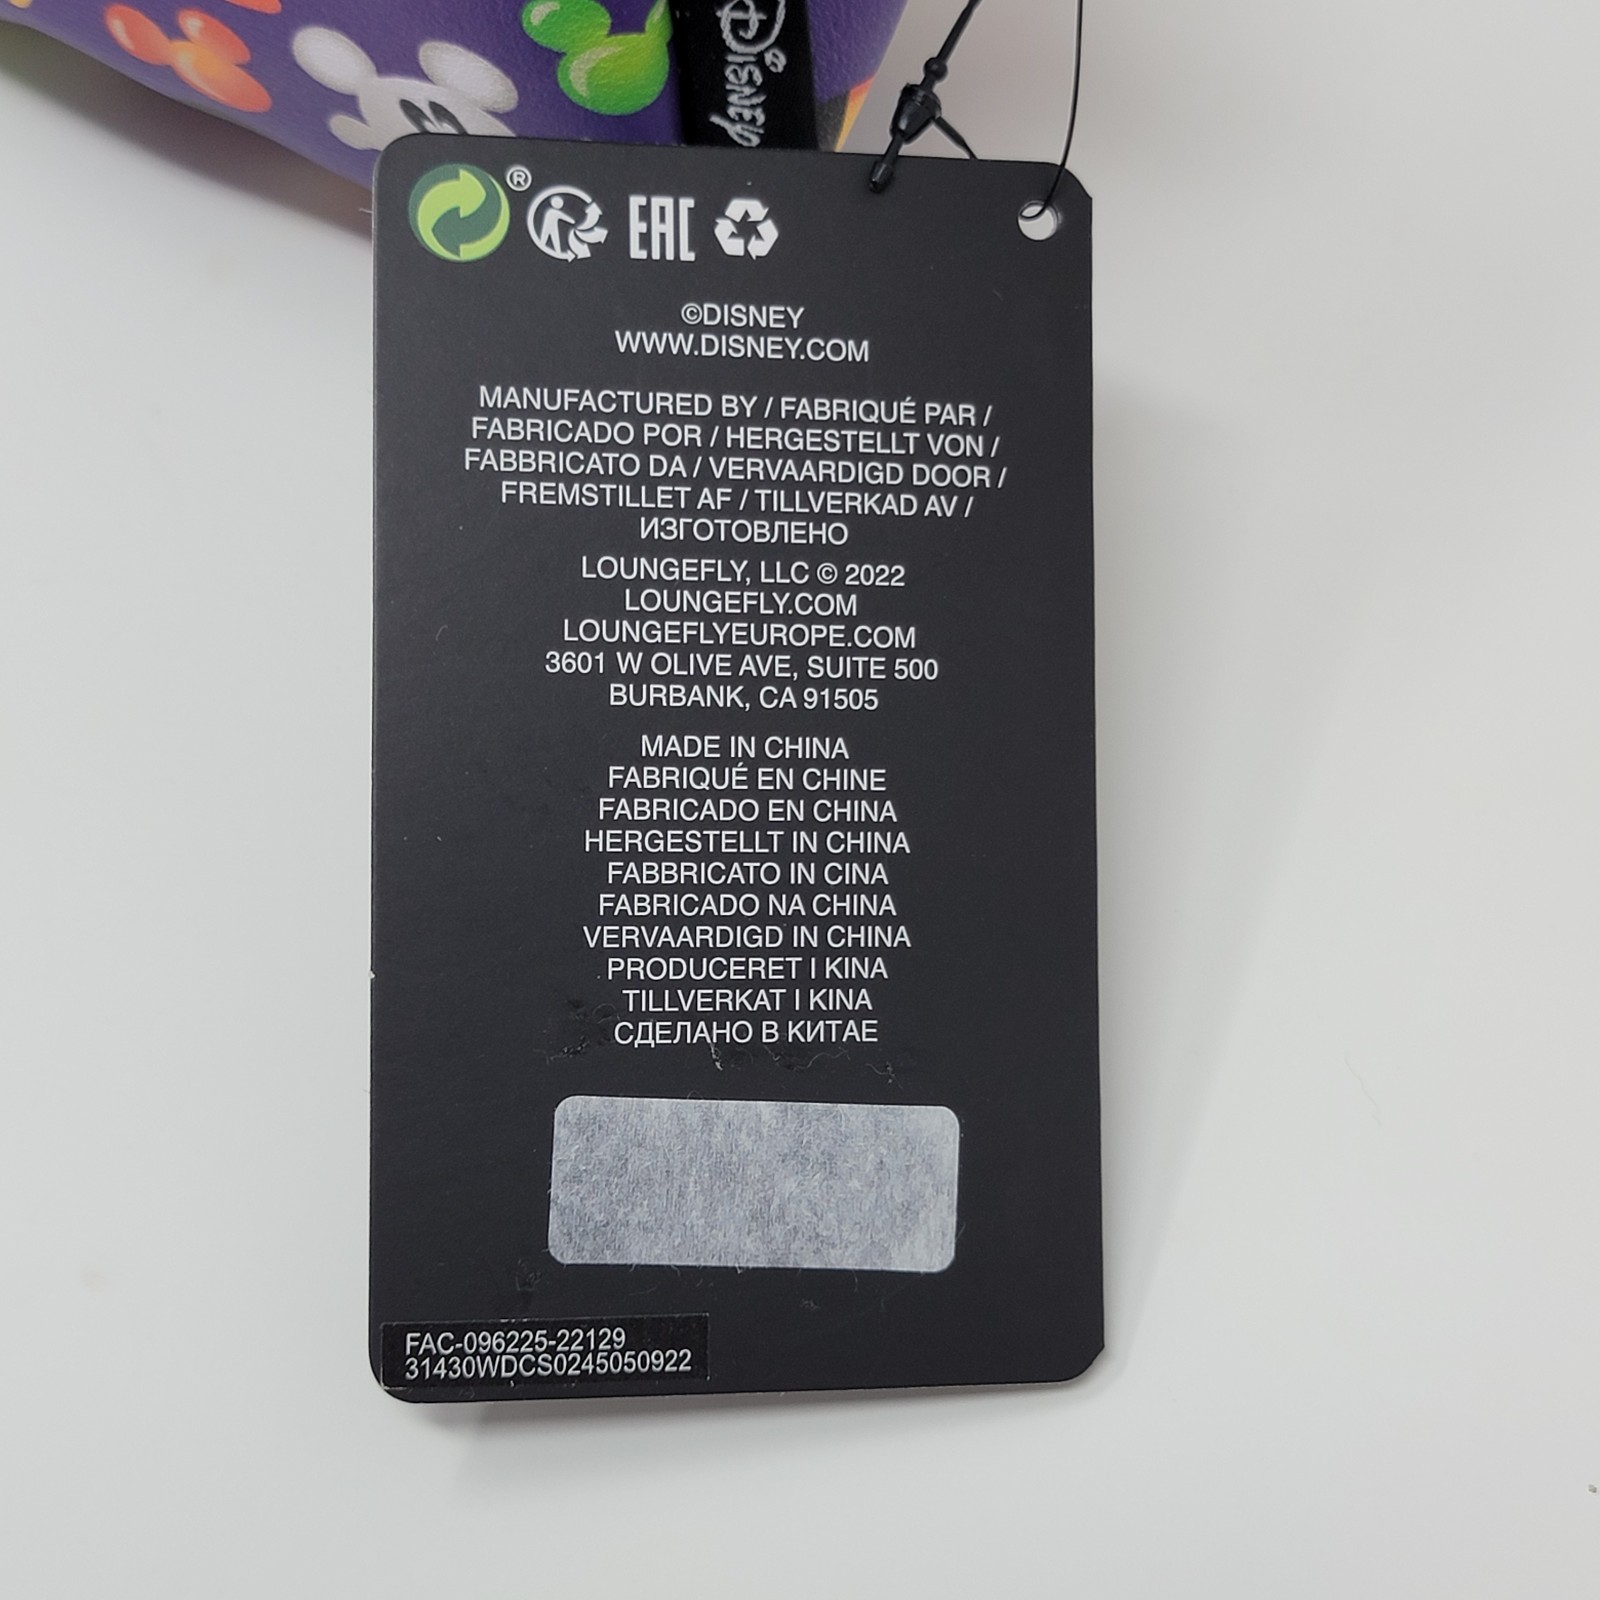 Disney
®
EAC
©DISNEY
WWW.DISNEY.COM
MANUFACTURED BY / FABRIQUÉ PAR /
FABRICADO POR / HERGESTELLT VON /
FABBRICATO DA / VERVAARDIGD DOOR /
FREMSTILLET AF / TILLVERKAD AV /
ИЗГОТОВЛЕНО
LOUNGEFLY, LLC © 2022
LOUNGEFLY.COM
LOUNGEFLYEUROPE.COM
3601 W OLIVE AVE, SUITE 500
BURBANK, CA 91505
MADE IN CHINA
FABRIQUÉ EN CHINE
FABRICADO EN CHINA
HERGESTELLT IN CHINA
FABBRICATO IN CINA
FABRICADO NA CHINA
VERVAARDIGD IN CHINA
PRODUCERET I KINA
TILLVERKAT I KINA
СДЕЛАНО В КИТАЕ
FAC-096225-22129
31430WDCS0245050922